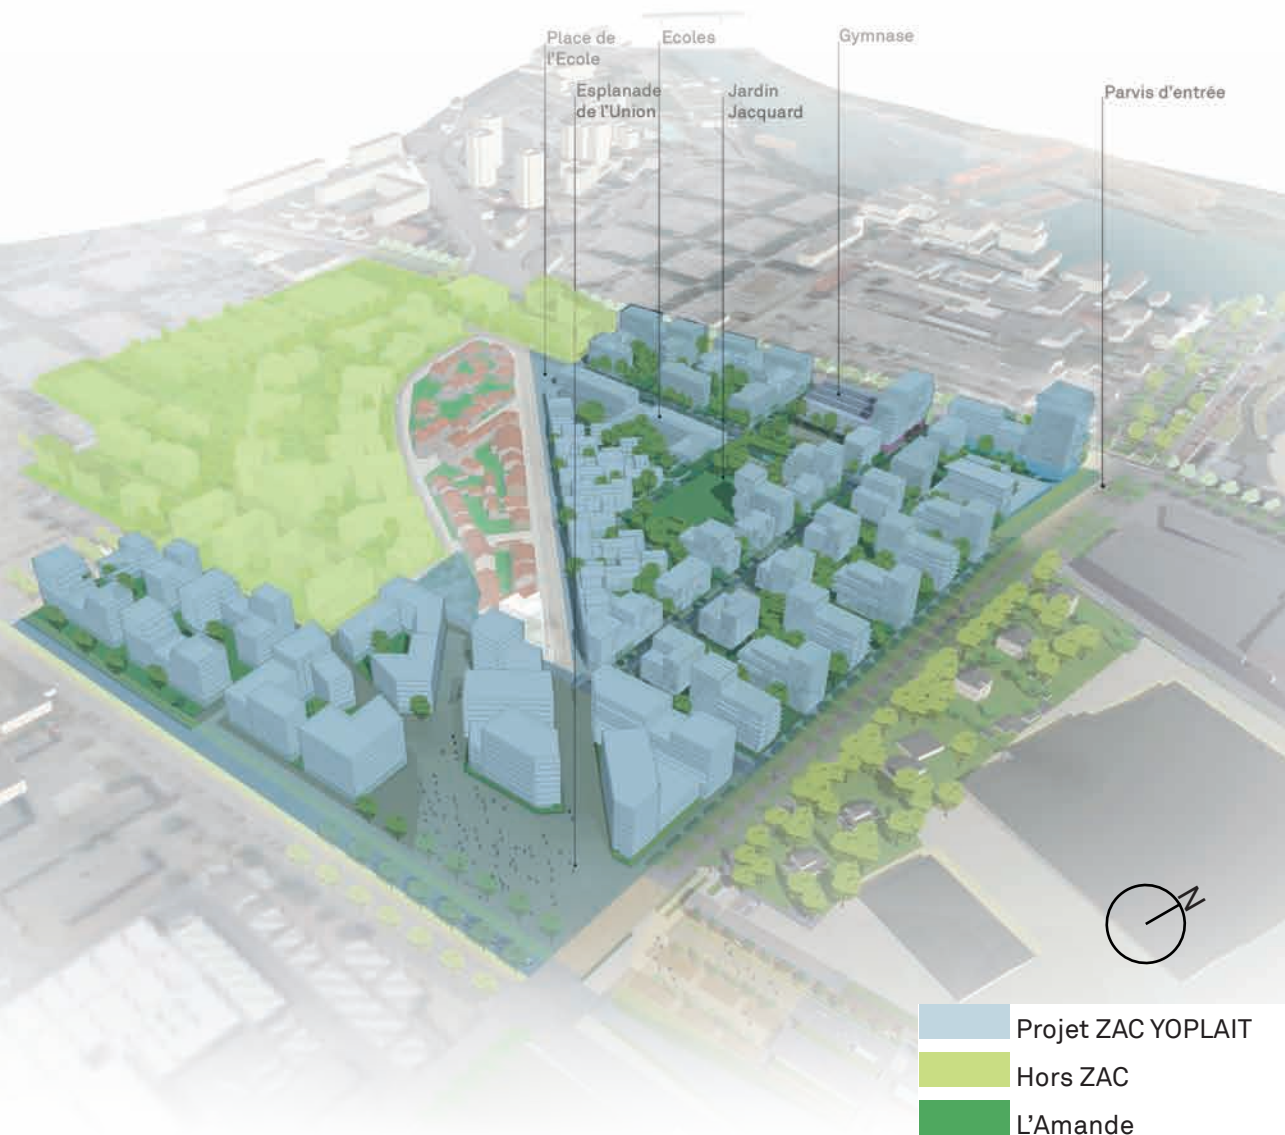 Place de
l'Ecole
Ecoles
Gymnase
Esplanade
de l'Union
Jardin
Jacquard
Parvis d'entrée
N
Projet ZAC YOPLAIT
Hors ZAC
L'Amande